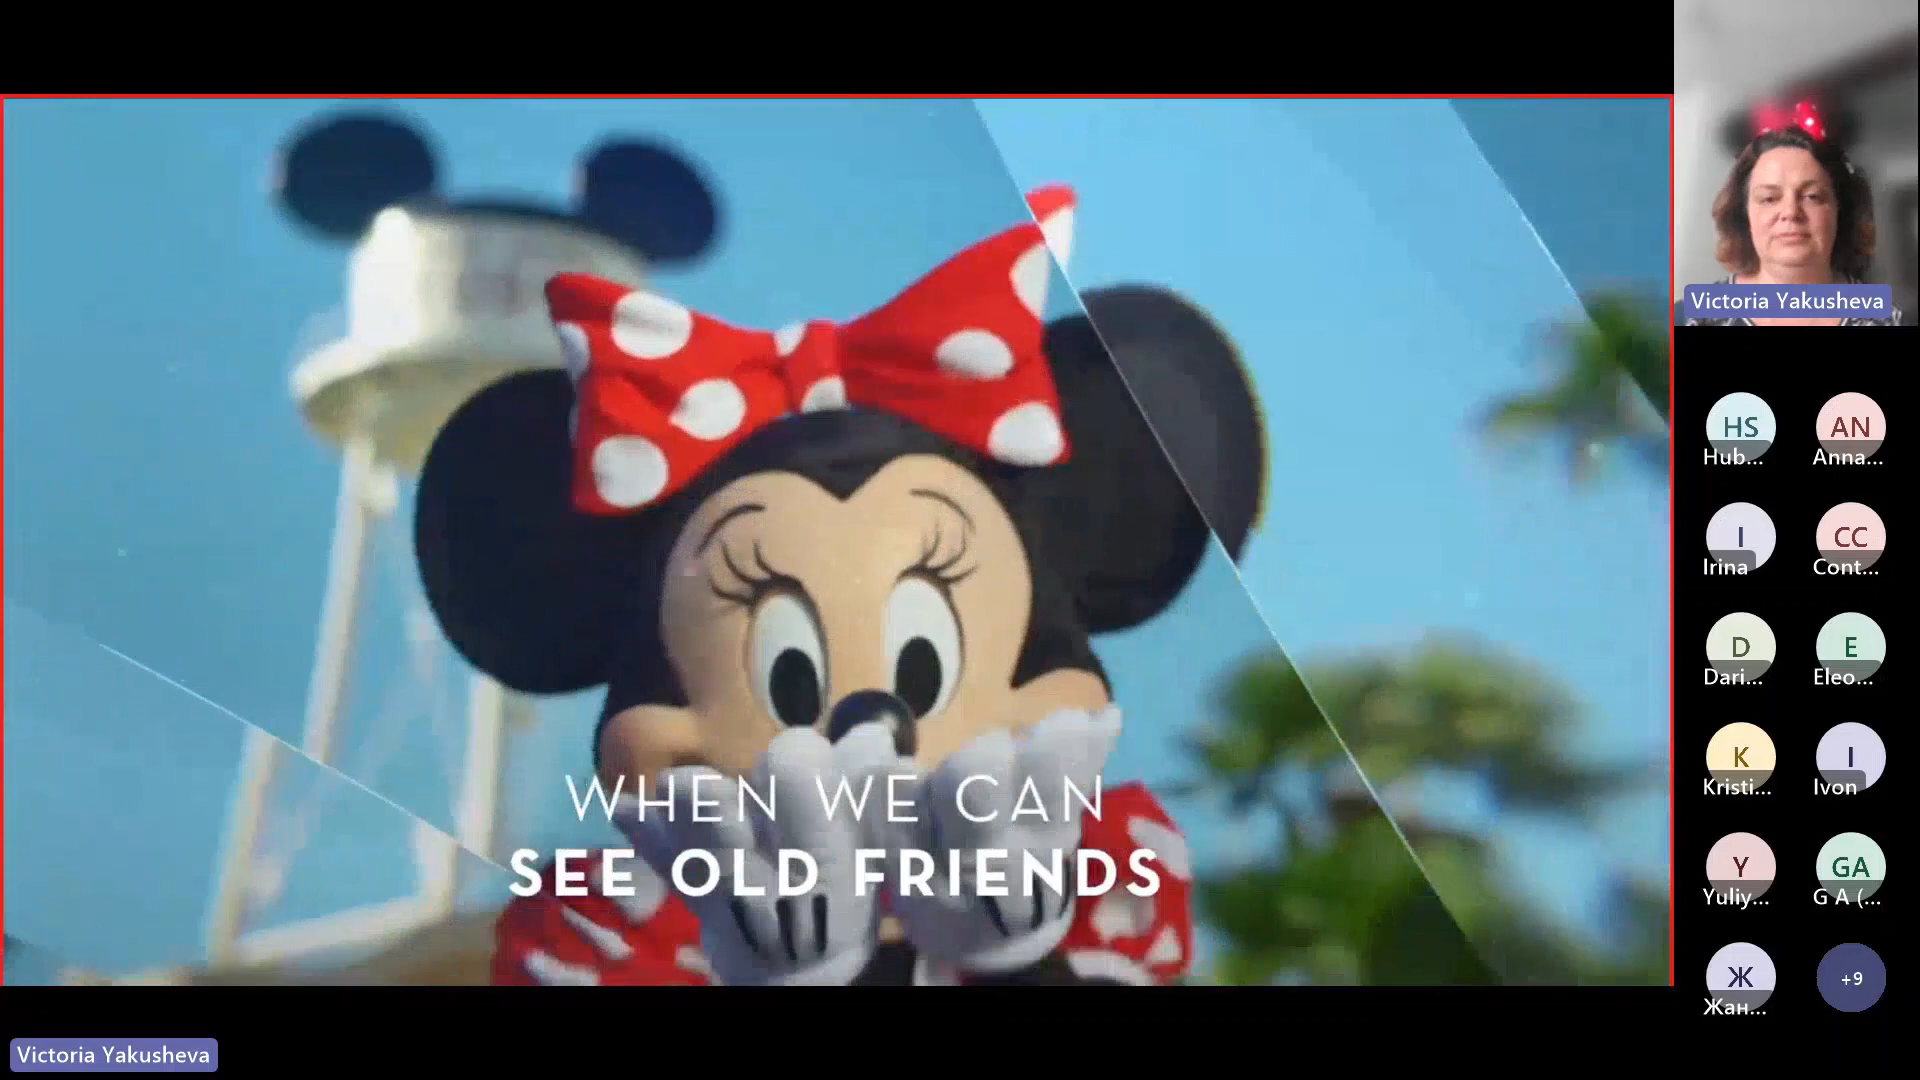 WHEN WE CAN
SEE OLD FRIENDS
Victoria Yakusheva
HS
Hub...
AN
Anna...
I
Irina
CC
Cont...
D
Dari...
E
Eleo...
K
Kristi...
I
Ivon
Y
Yuliy...
GA
G A (...
Ж
Жан...
+9
Victoria Yakusheva